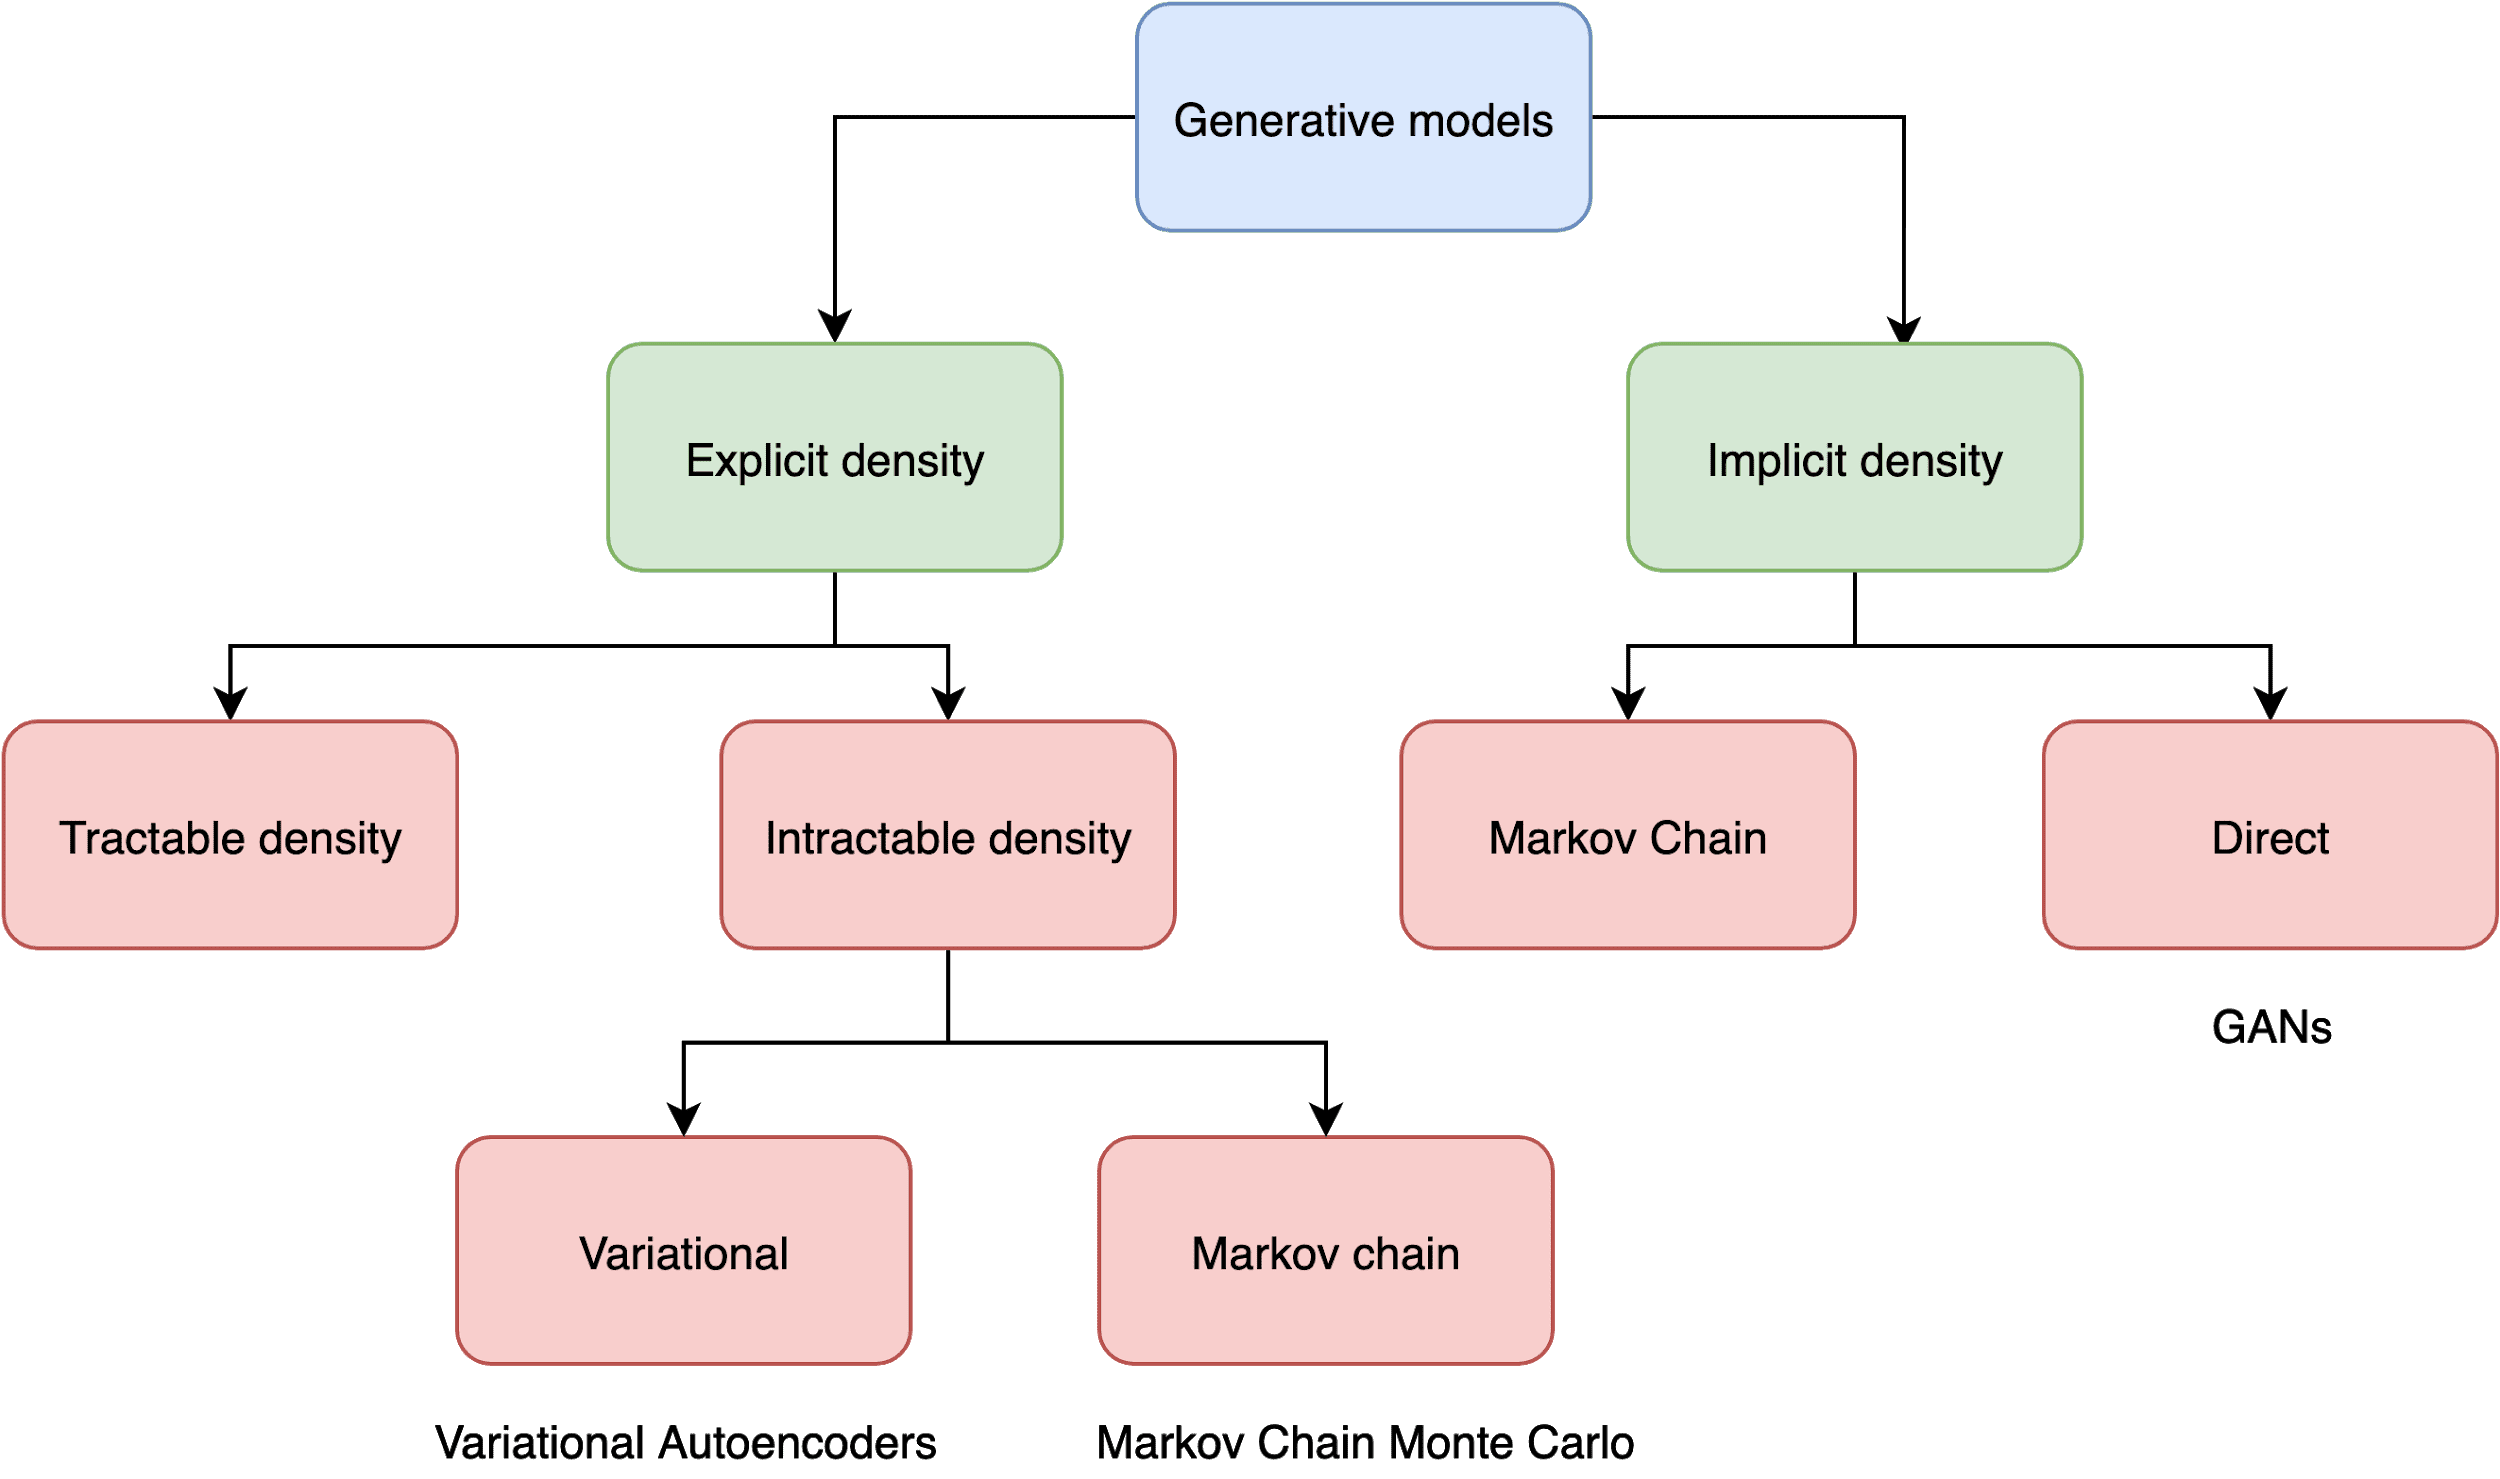 Generative models
Explicit density
Implicit density
Tractable density
Intractable density
Markov Chain
Direct
GANs
Variational
Markov chain
Variational Autoencoders
Markov Chain Monte Carlo